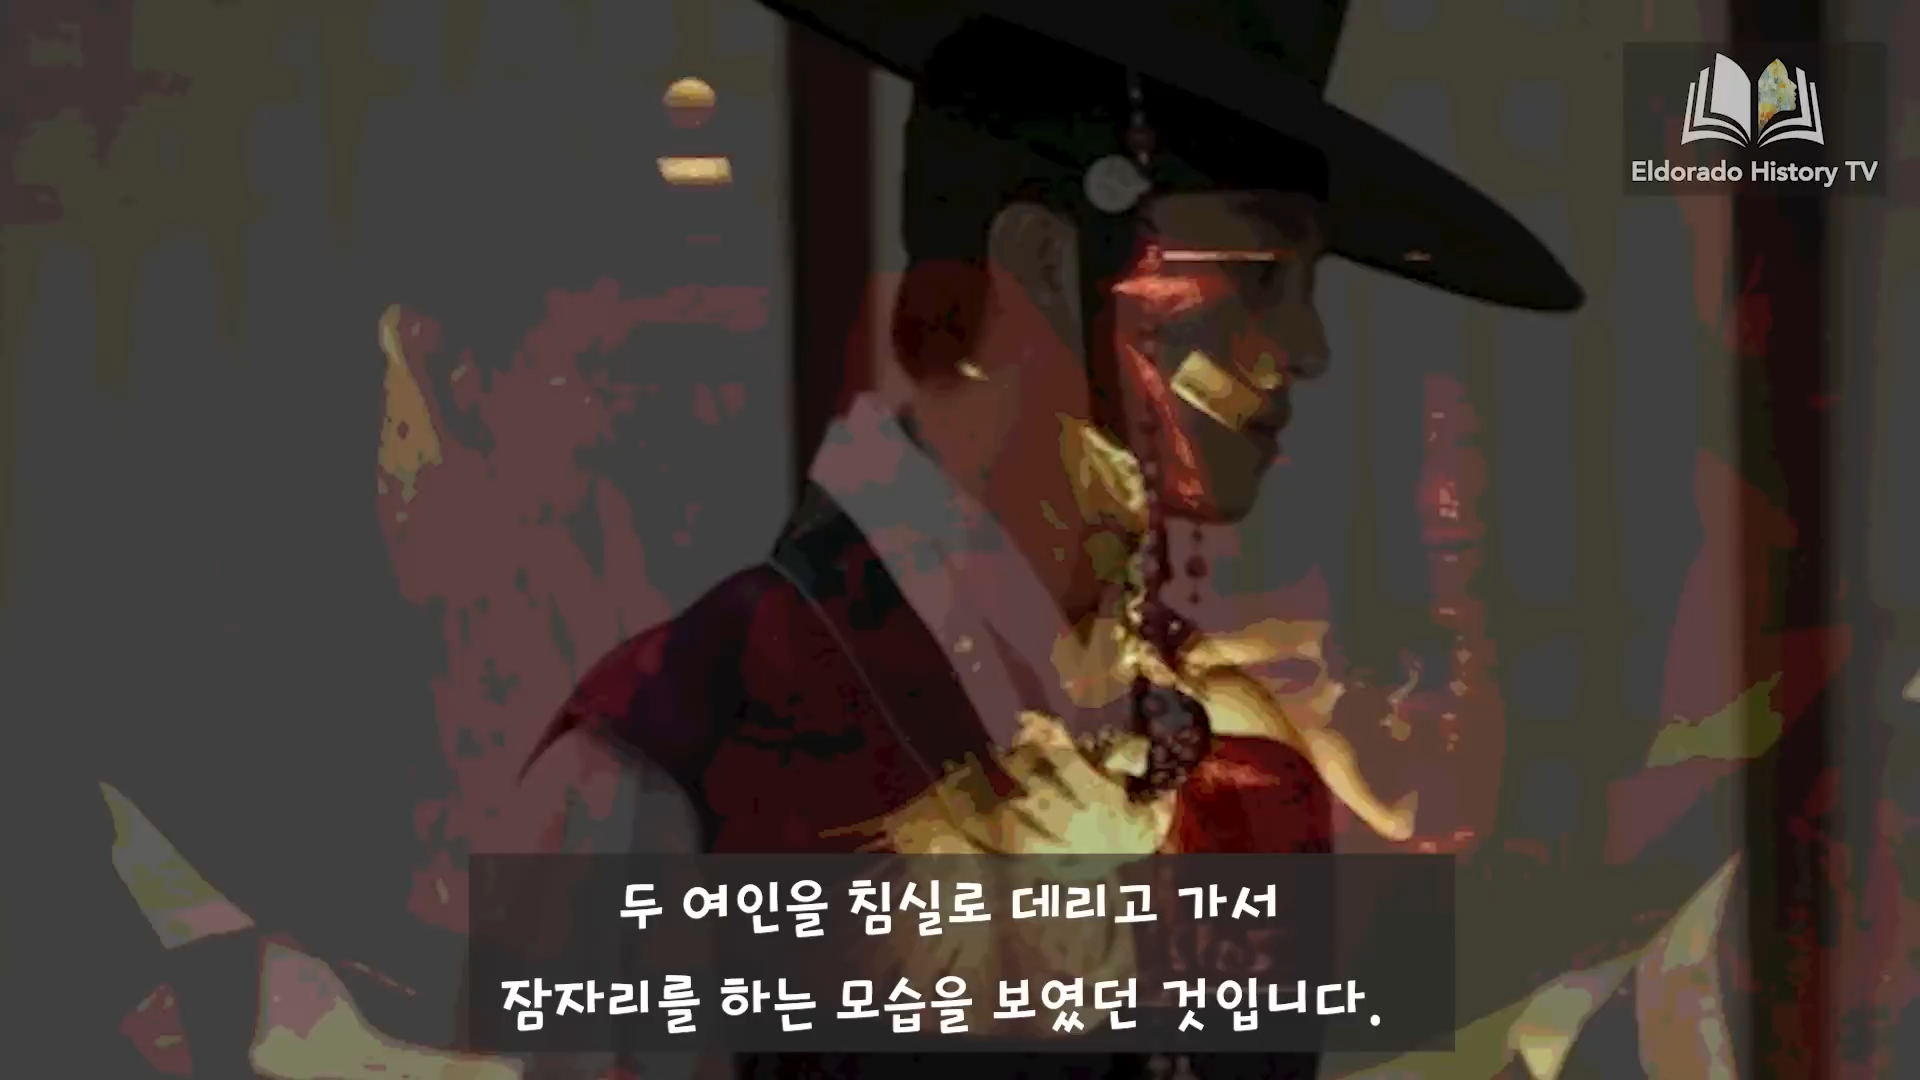 Eldorado History TV
두 여인을 침실로 데리고 가서
잠자리를 하는 모습을 보였던 것입니다.